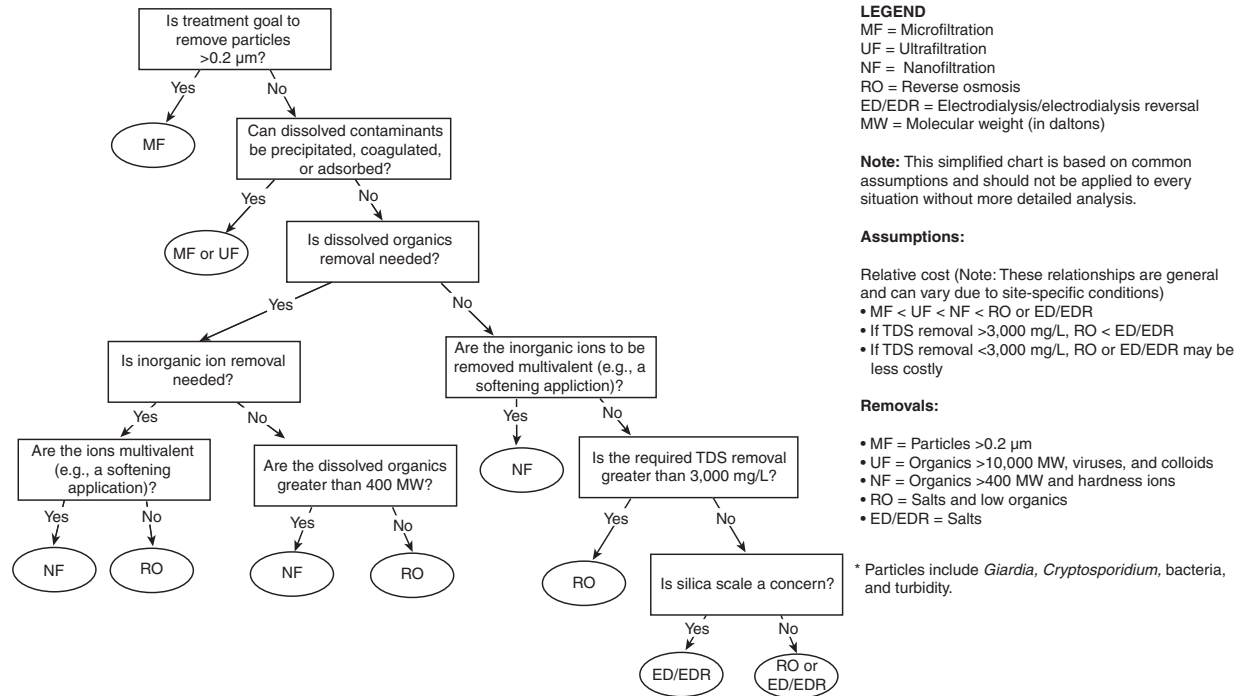 Is treatment goal to
remove particles
>0.2 µm?
Yes
No
MF
Can dissolved contaminants
be precipitated, coagulated,
or adsorbed?
Yes
No
MF or UF
Is dissolved organics
removal needed?
Yes
No
Is inorganic ion removal
needed?
Are the inorganic ions to be
removed multivalent (e.g., a
softening appliction)?
Yes
No
Yes
No
Are the ions multivalent
(e.g., a softening
application)?
Are the dissolved organics
greater than 400 MW?
NF
Is the required TDS removal
greater than 3,000 mg/L?
Yes
No
Yes
No
Yes
No
NF
RO
NF
RO
RO
Is silica scale a concern?
Yes
No
ED/EDR
RO or
ED/EDR
LEGEND
MF = Microfiltration
UF = Ultrafiltration
NF = Nanofiltration
RO = Reverse osmosis
ED/EDR = Electrodialysis/electrodialysis reversal
MW = Molecular weight (in daltons)
Note: This simplified chart is based on common
assumptions and should not be applied to every
situation without more detailed analysis.
Assumptions:
Relative cost (Note: These relationships are general
and can vary due to site-specific conditions)
• MF < UF < NF < RO or ED/EDR
• If TDS removal >3,000 mg/L, RO < ED/EDR
• If TDS removal <3,000 mg/L, RO or ED/EDR may be
less costly
Removals:
• MF = Particles >0.2 µm
• UF = Organics >10,000 MW, viruses, and colloids
• NF = Organics >400 MW and hardness ions
• RO = Salts and low organics
• ED/EDR = Salts
* Particles include Giardia, Cryptosporidium, bacteria,
and turbidity.